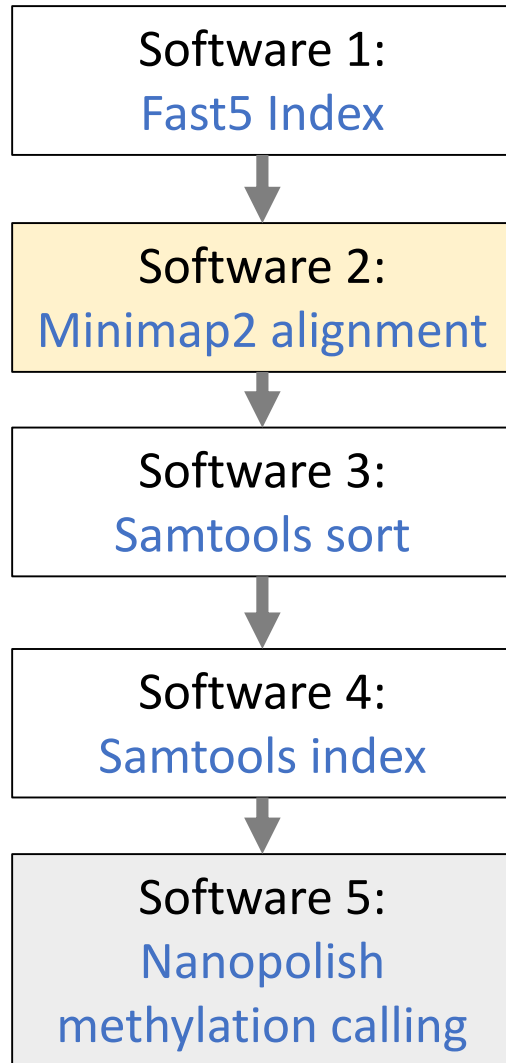 Software 1:
Fast5 Index
Software 2:
Minimap2 alignment
Software 3:
Samtools sort
Software 4:
Samtools index
Software 5:
Nanopolish
methylation calling